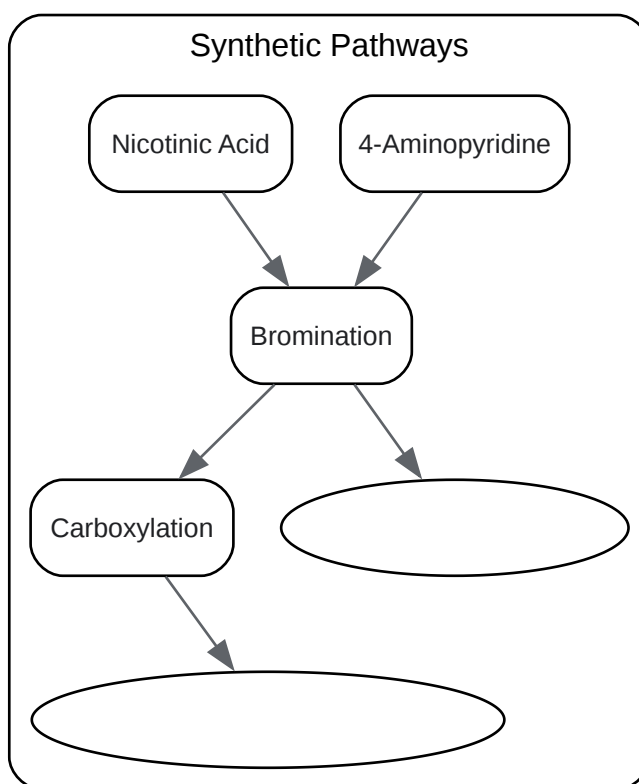 Synthetic Pathways
Nicotinic Acid
4-Aminopyridine
Bromination
Carboxylation